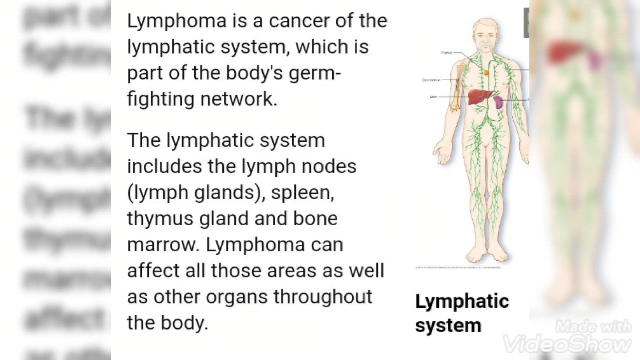 Lymphoma is a cancer of the
lymphatic system, which is
part of the body's germ-
fighting network.
The lymphatic system
includes the lymph nodes
(lymph glands), spleen,
thymus gland and bone
marrow. Lymphoma can
affect all those areas as well
as other organs throughout
the body.
Lymphatic
system
Made with
VideoShow